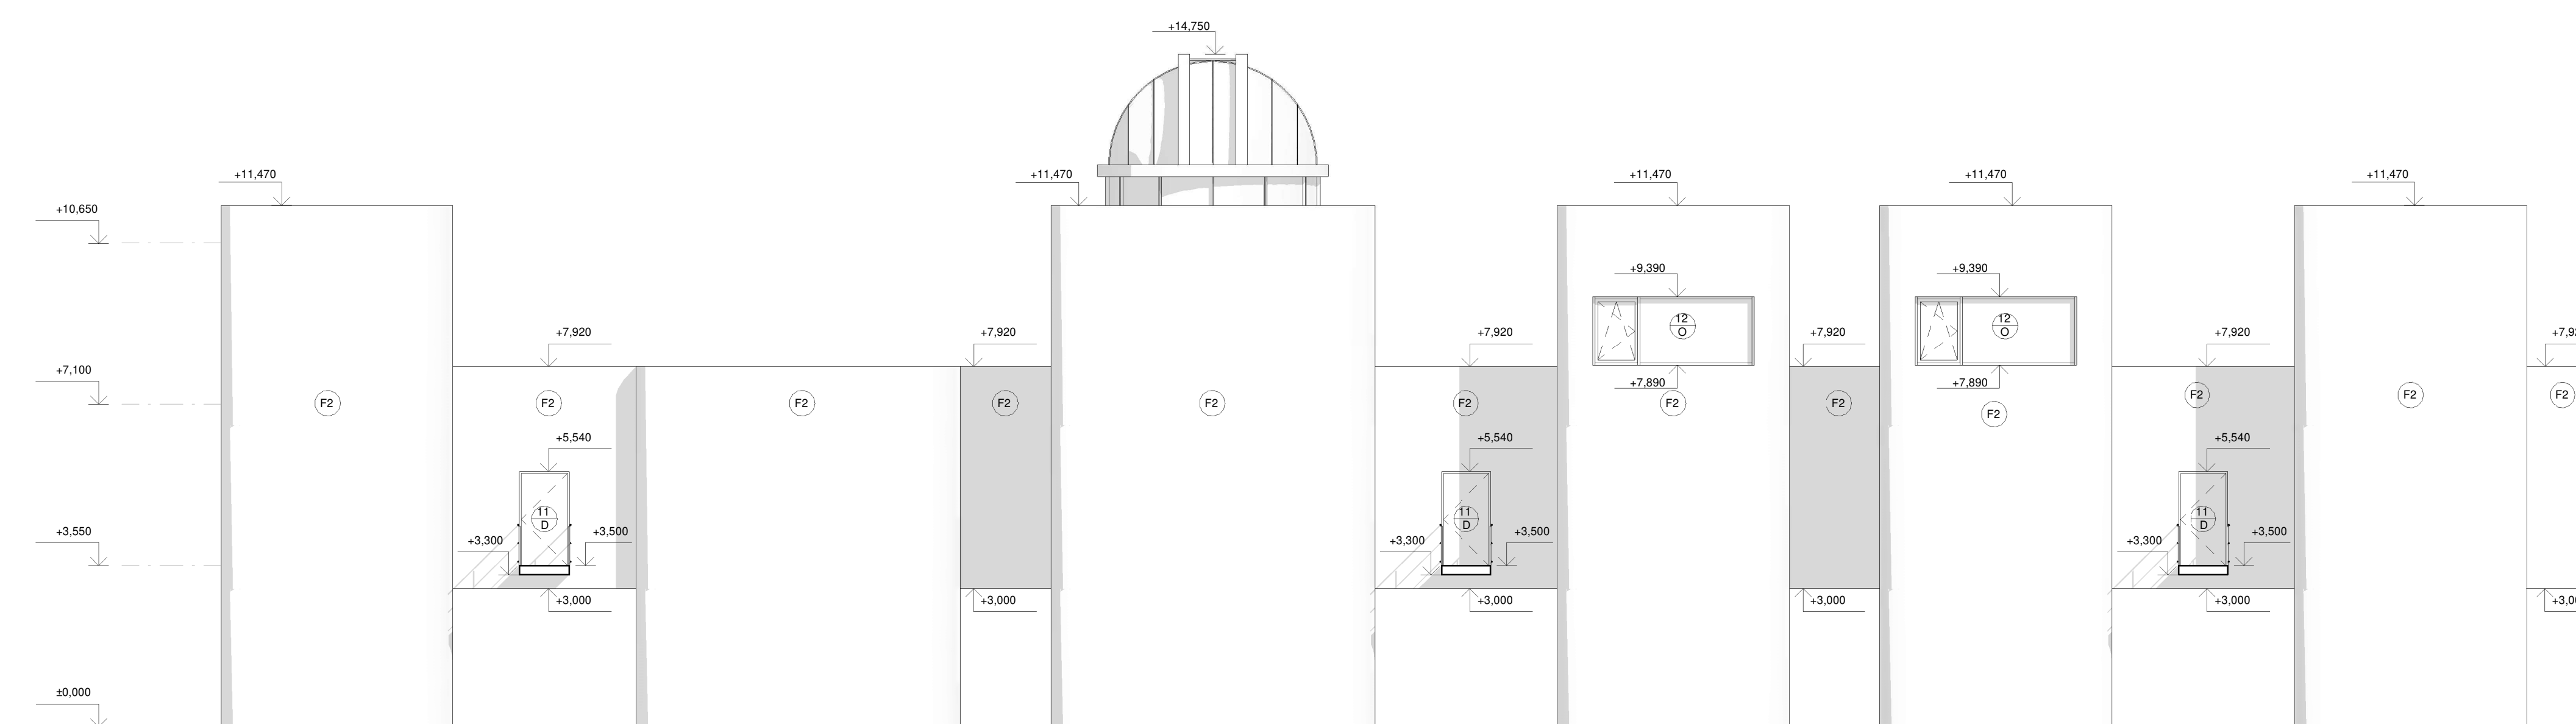 +14,750
+11,470
+11,470
+11,470
+11,470
+11,470
+10,650
+9,390
+9,390
12
O
12
O
+7,920
+7,920
+7,920
+7,920
+7,920
+7,890
+7,890
+7,100
F2
F2
F2
F2
F2
F2
F2
F2
F2
F2
F2
F2
+5,540
+5,540
+5,540
11
D
11
D
11
D
+3,550
+3,300
+3,500
+3,300
+3,500
+3,300
+3,500
+3,000
+3,000
+3,000
+3,000
+3,000
±0,000